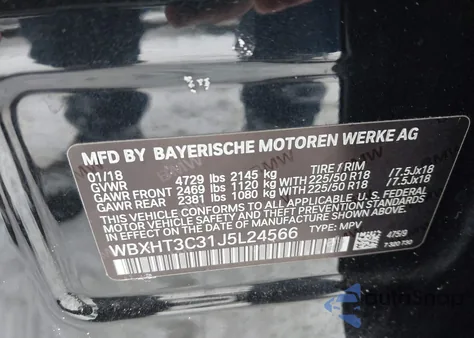 MFD BY BAYERISCHE MOTOREN WERKE AG
01/18 TIRE / RIM
GVWR 4729 lbs 2145 kg
GAWR FRONT 2469 lbs 1120 kg WITH 225/50 R18 /7.5Jx18
GAWR REAR 2381 lbs 1080 kg WITH 225/50 R18 /7.5Jx18
THIS VEHICLE CONFORMS TO ALL APPLICABLE FEDERAL
MOTOR VEHICLE SAFETY AND THEFT PREVENTION STANDARDS IN
EFFECT ON THE DATE OF MANUFACTURE SHOWN ABOVE.
WBXHT3C31J5L24566 TYPE: MPV
475/9